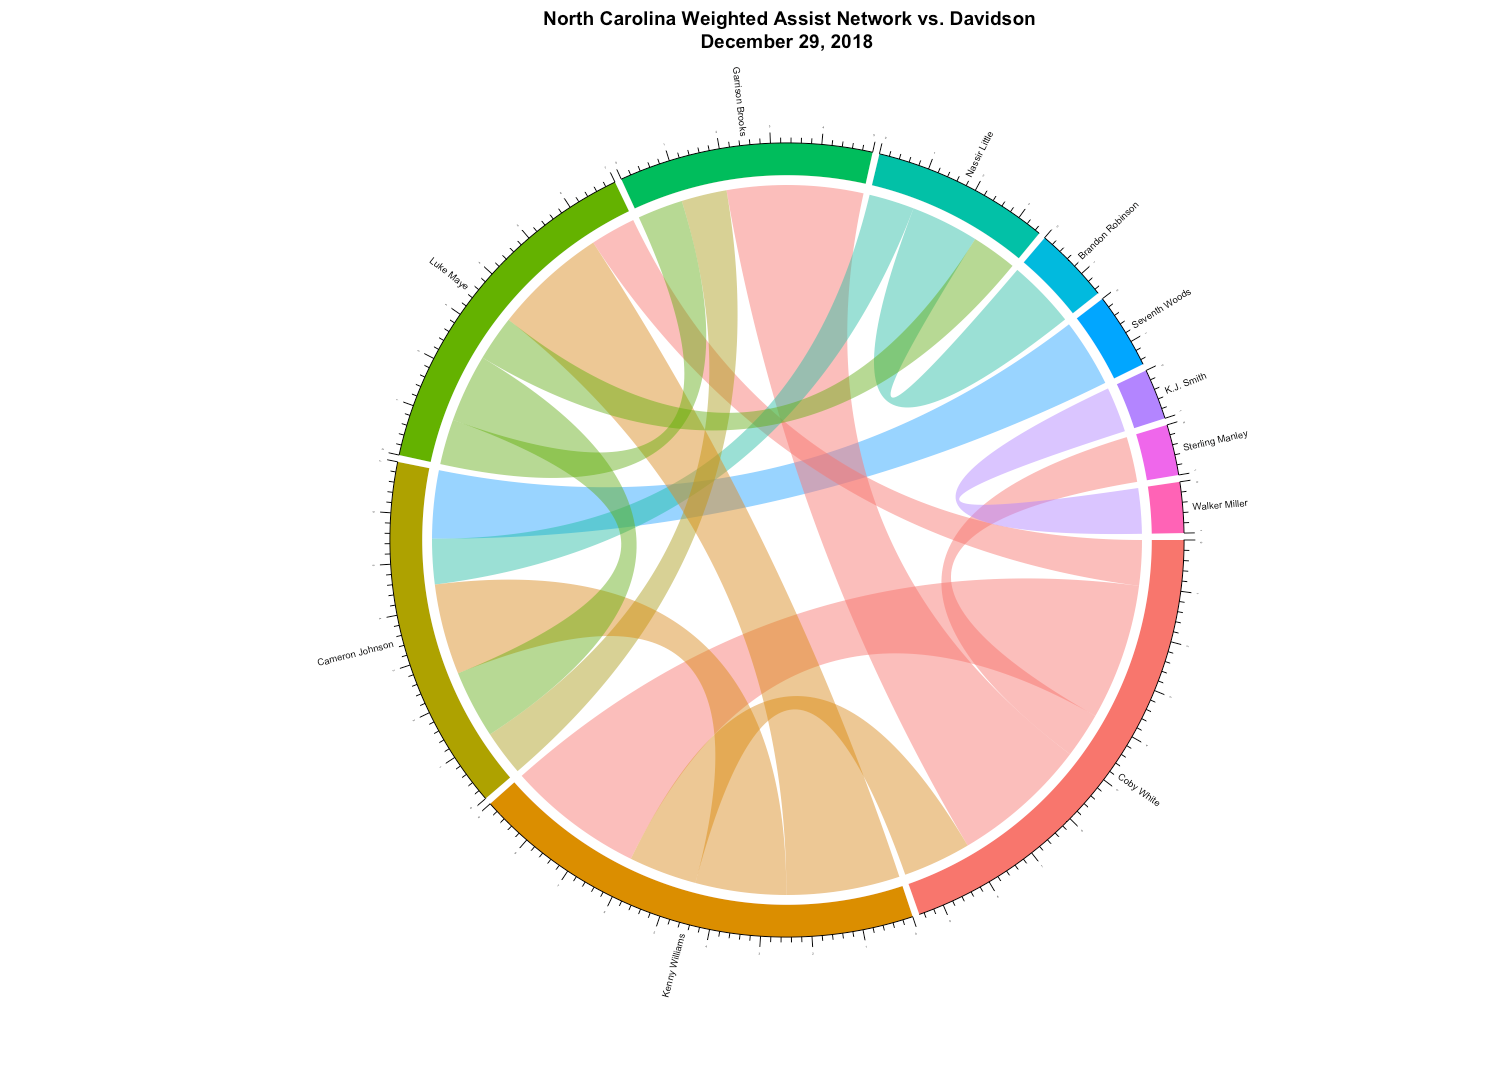 North Carolina Weighted Assist Network vs. Davidson
December 29, 2018
Garrison Brooks
Nassir Little
Brandon Robinson
Luke Maye
Seventh Woods
K.J. Smith
Sterling Manley
Walker Miller
Cameron Johnson
Coby White
Kenny Williams